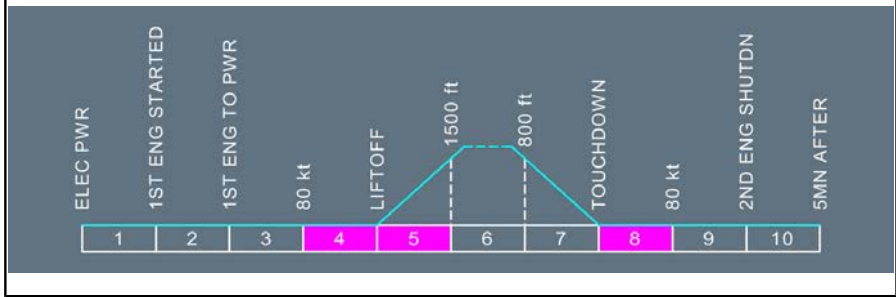 ELEC PWR
1ST ENG STARTED
1ST ENG TO PWR
80 kt
LIFTOFF
1500 ft
800 ft
TOUCHDOWN
80 kt
2ND ENG SHUTDN
5MN AFTER
1 2 3 4 5 6 7 8 9 10